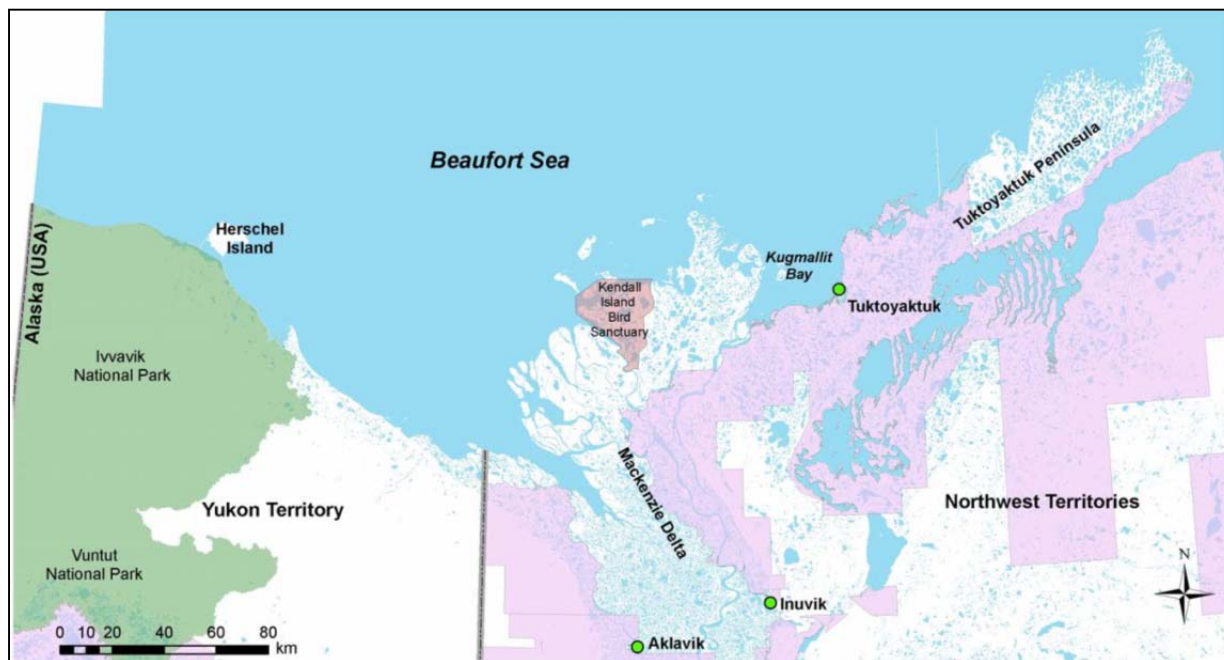 Beaufort Sea
Tuktoyaktuk Peninsula
Alaska (USA)
Herschel
Island
Kugmallit
Bay
Kendall
Island
Bird
Sanctuary
Tuktoyaktuk
Ivvavik
National Park
Mackenzie Delta
Yukon Territory
Northwest Territories
Vuntut
National Park
N
Inuvik
Aklavik
0 10 20 40 60 80
km